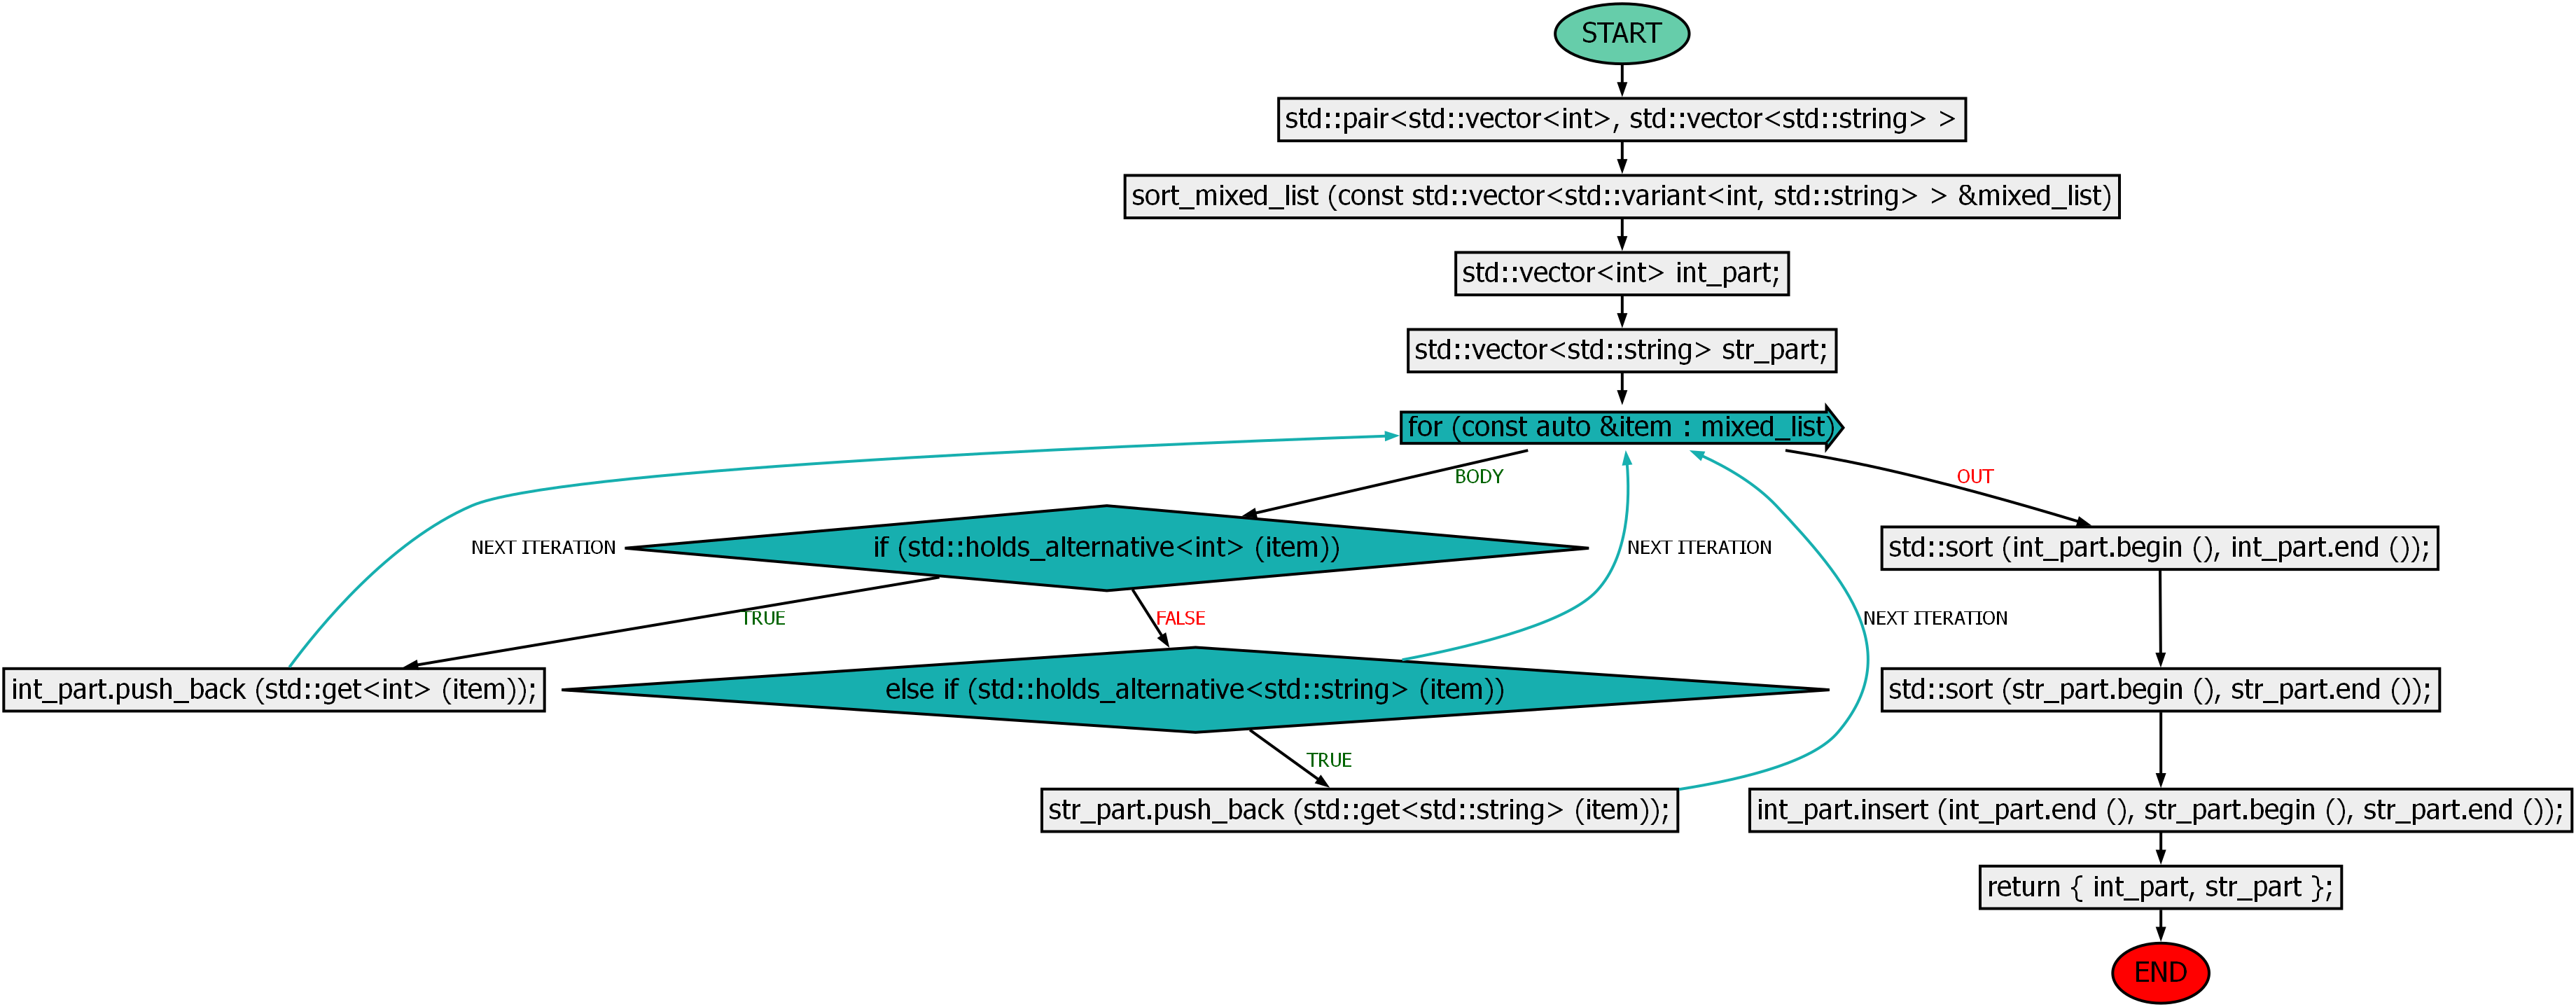 START
std::pair<std::vector<int>, std::vector<std::string> >
sort_mixed_list (const std::vector<std::variant<int, std::string> > &mixed_list)
std::vector<int> int_part;
std::vector<std::string> str_part;
for (const auto &item : mixed_list)
BODY
OUT
NEXT ITERATION
if (std::holds_alternative<int> (item))
NEXT ITERATION
std::sort (int_part.begin (), int_part.end ());
TRUE
FALSE
NEXT ITERATION
int_part.push_back (std::get<int> (item));
else if (std::holds_alternative<std::string> (item))
std::sort (str_part.begin (), str_part.end ());
TRUE
str_part.push_back (std::get<std::string> (item));
int_part.insert (int_part.end (), str_part.begin (), str_part.end ());
return { int_part, str_part };
END